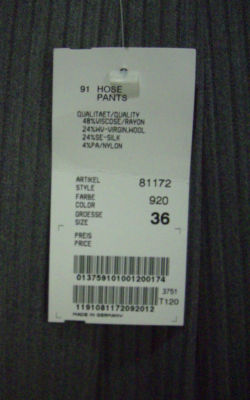 91 HOSE
PANTS
QUALITAET/QUALITY
48%VISCOSE/RAYON
24%WV-VIRGIN.WOOL
24%SE-SILK
4%PA/NYLON
ARTIKEL
STYLE 81172
FARBE
COLOR 920
GROESSE
SIZE 36
PREIS
PRICE
013759101001200174
3751
T120
1191081172092012
MADE IN GERMANY